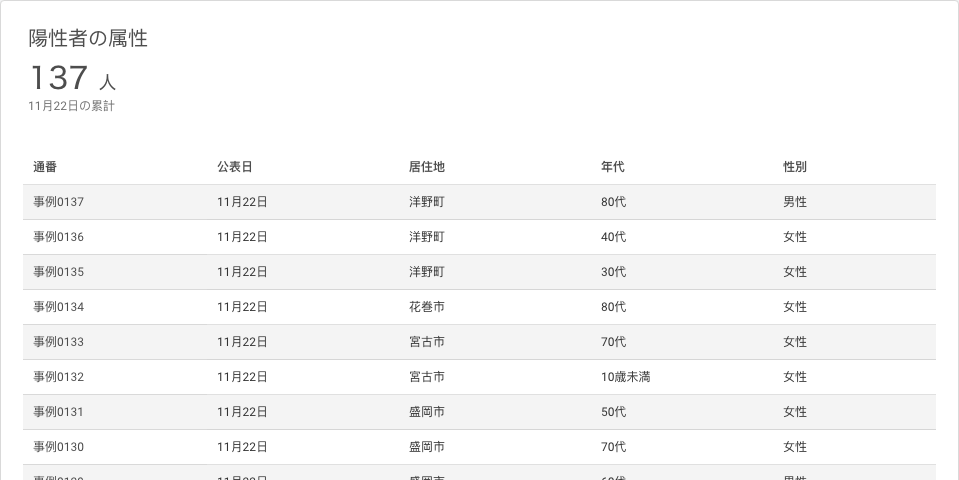 陽性者の属性
137 人
11月22日の累計
通番 公表日 居住地 年代 性別
事例0137 11月22日 洋野町 80代 男性
事例0136 11月22日 洋野町 40代 女性
事例0135 11月22日 洋野町 30代 女性
事例0134 11月22日 花巻市 80代 女性
事例0133 11月22日 宮古市 70代 女性
事例0132 11月22日 宮古市 10歳未満 女性
事例0131 11月22日 盛岡市 50代 女性
事例0130 11月22日 盛岡市 70代 女性